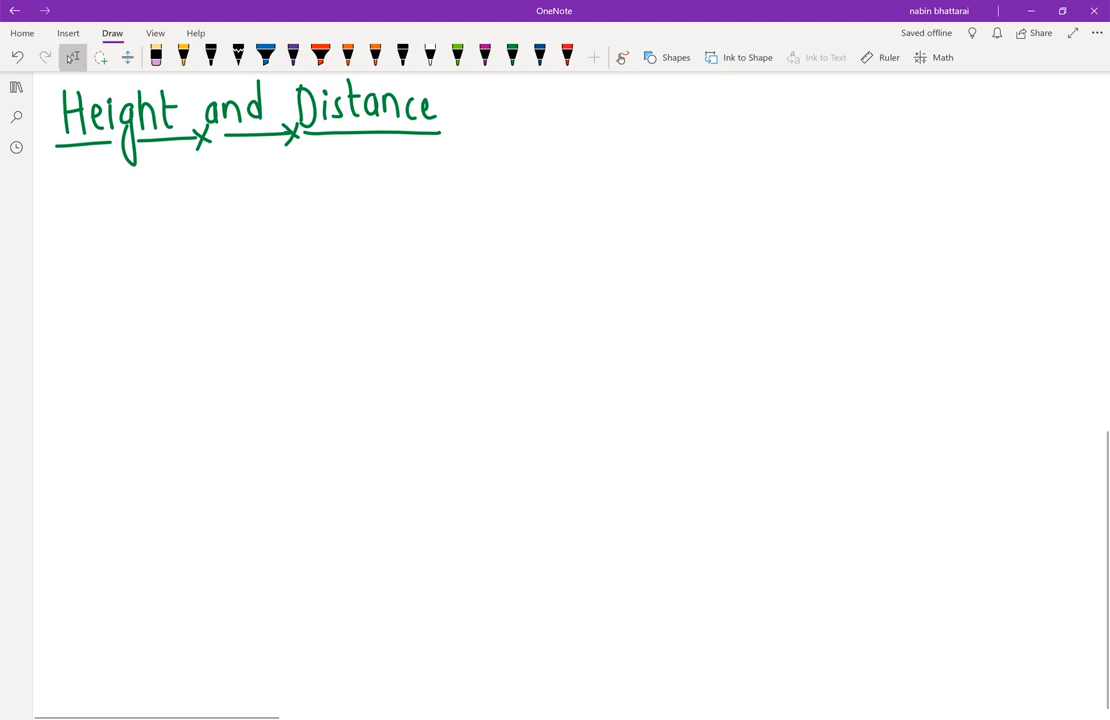 OneNote
nabin bhattarai
Home Insert Draw View Help
Saved offline Share
Shapes Ink to Shape Ink to Text Ruler Math
Height and Distance